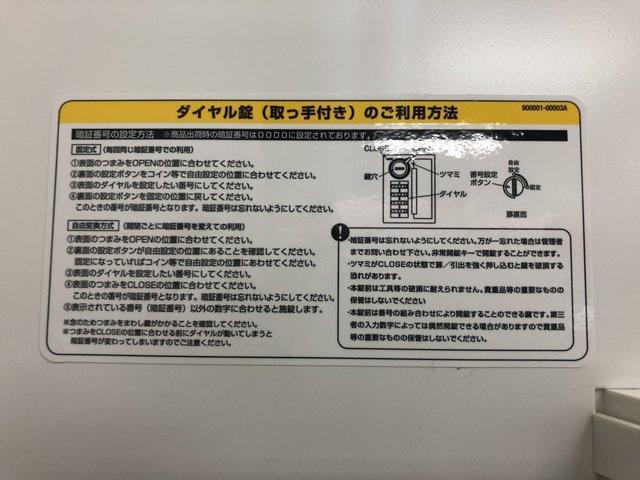 ダイヤル錠（取っ手付き）のご利用方法
900001-00003A
暗証番号の設定方法 ※商品出荷時の暗証番号は0000に設定されております。
固定式（毎回同じ暗証番号での利用）
①表面のつまみをOPENの位置に合わせてください。
②裏面の設定ボタンをコイン等で自由設定の位置に合わせてください。
③表面のダイヤルを設定したい番号にしてください。
④裏面の設定ボタンを固定の位置に戻してください。
このときの番号が暗証番号となります。暗証番号は忘れないようにしてください。
自由変換方式（開閉ごとに暗証番号を変えての利用）
①表面のつまみをOPENの位置に合わせてください。
②裏面の設定ボタンが自由設定の位置にあることを確認してください。
固定になっていればコイン等で自由設定の位置にあわせてください。
③表面のダイヤルを設定したい番号にしてください。
④表面のつまみをCLOSEの位置に合わせてください。
このときの番号が暗証番号となります。暗証番号は忘れないようにしてください。
⑤表示されている番号（暗証番号）以外の数字に合わせると施錠します。
※念のためつまみをまわし鍵がかかることを確認してください。
※つまみをCLOSEの位置に合わせる前にダイヤルが動いてしまうと
暗証番号が変わってしまいますのでご注意ください。
CLOSE
鍵穴
ツマミ
ダイヤル
番号設定
ボタン
自由
設定
固定
扉裏面
・暗証番号は忘れないようにしてください。万が一忘れた場合は管理者
までお問い合わせ下さい。非常開錠キーで開錠することができます。
・ツマミがCLOSEの状態で扉／引出を強く押し込むと鍵を破損する
恐れがあります。
・本錠前は工具等の破損に耐えられません。貴重品等の重要なものの
保管はしないでください
・本錠前は番号の組み合わせにより開錠することのできる鍵です。第三
者の入力数字によっては偶然開錠できる場合がありますので貴重品
等の重要なものの保管はしないでください。